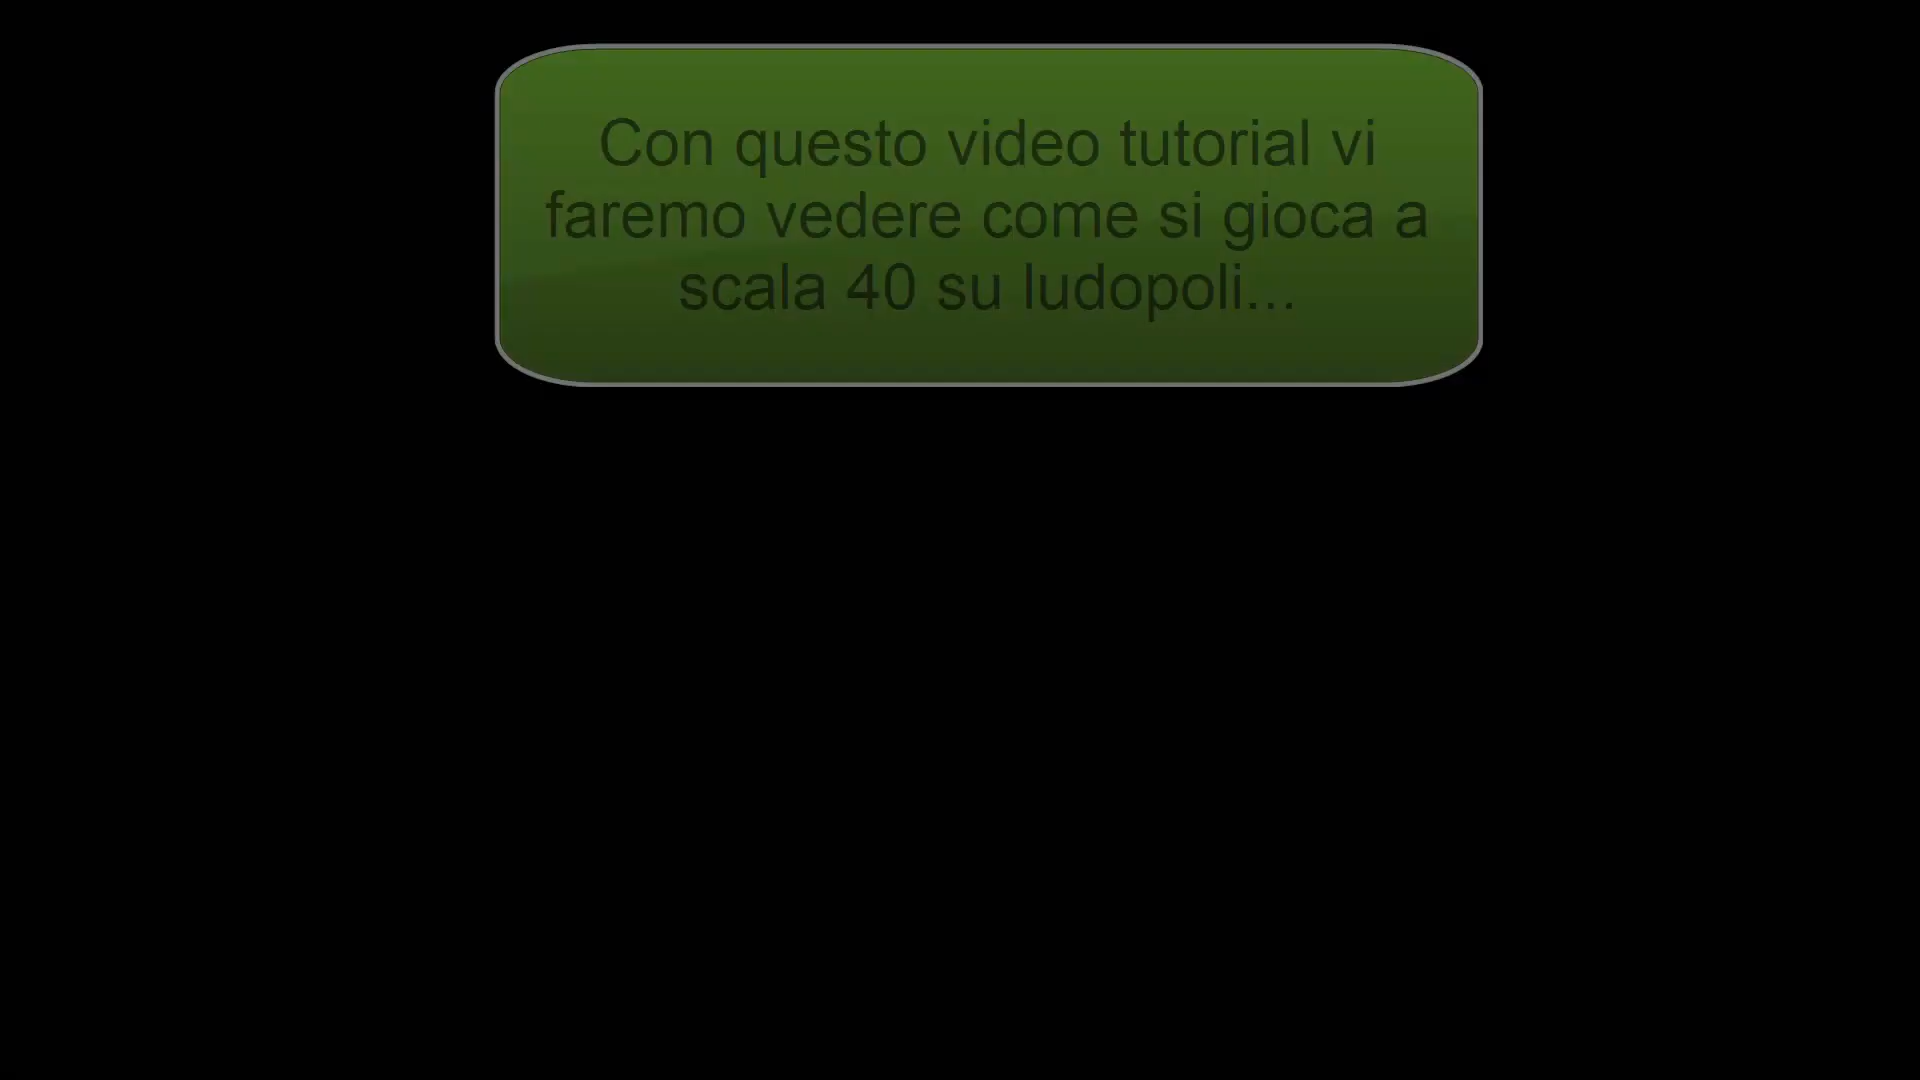 Con questo video tutorial vi
faremo vedere come si gioca a
scala 40 su ludopoli...